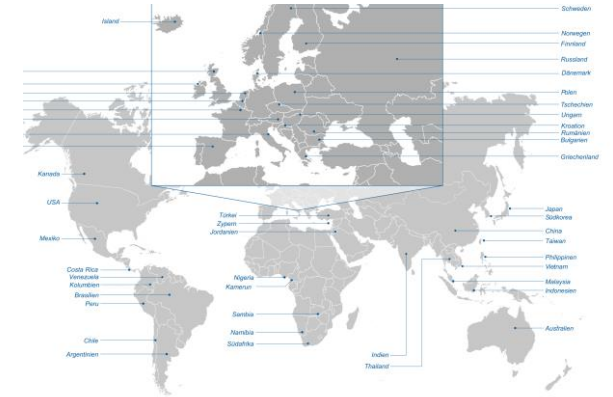 Schweden
Island
Norwegen
Finnland
Russland
Dänemark
Polen
Tschechien
Ungarn
Kroatien
Rumänien
Bulgarien
Griechenland
Kanada
USA
Mexiko
Costa Rica
Venezuela
Kolumbien
Brasilien
Peru
Chile
Argentinien
Türkei
Zypern
Jordanien
Nigeria
Kamerun
Sambia
Namibia
Südafrika
Japan
Südkorea
China
Taiwan
Philippinen
Vietnam
Malaysia
Indonesien
Australien
Indien
Thailand